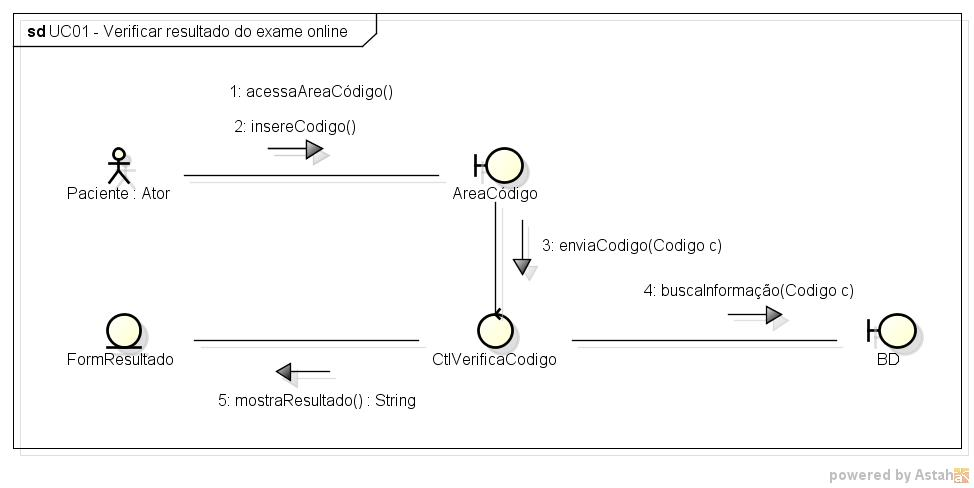 sd UC01 - Verificar resultado do exame online
1: acessaAreaCódigo()
2: insereCodigo()
Paciente : Ator
AreaCódigo
3: enviaCodigo(Codigo c)
4: buscaInformação(Codigo c)
FormResultado
CtlVerificaCodigo
BD
5: mostraResultado() : String
powered by Astah